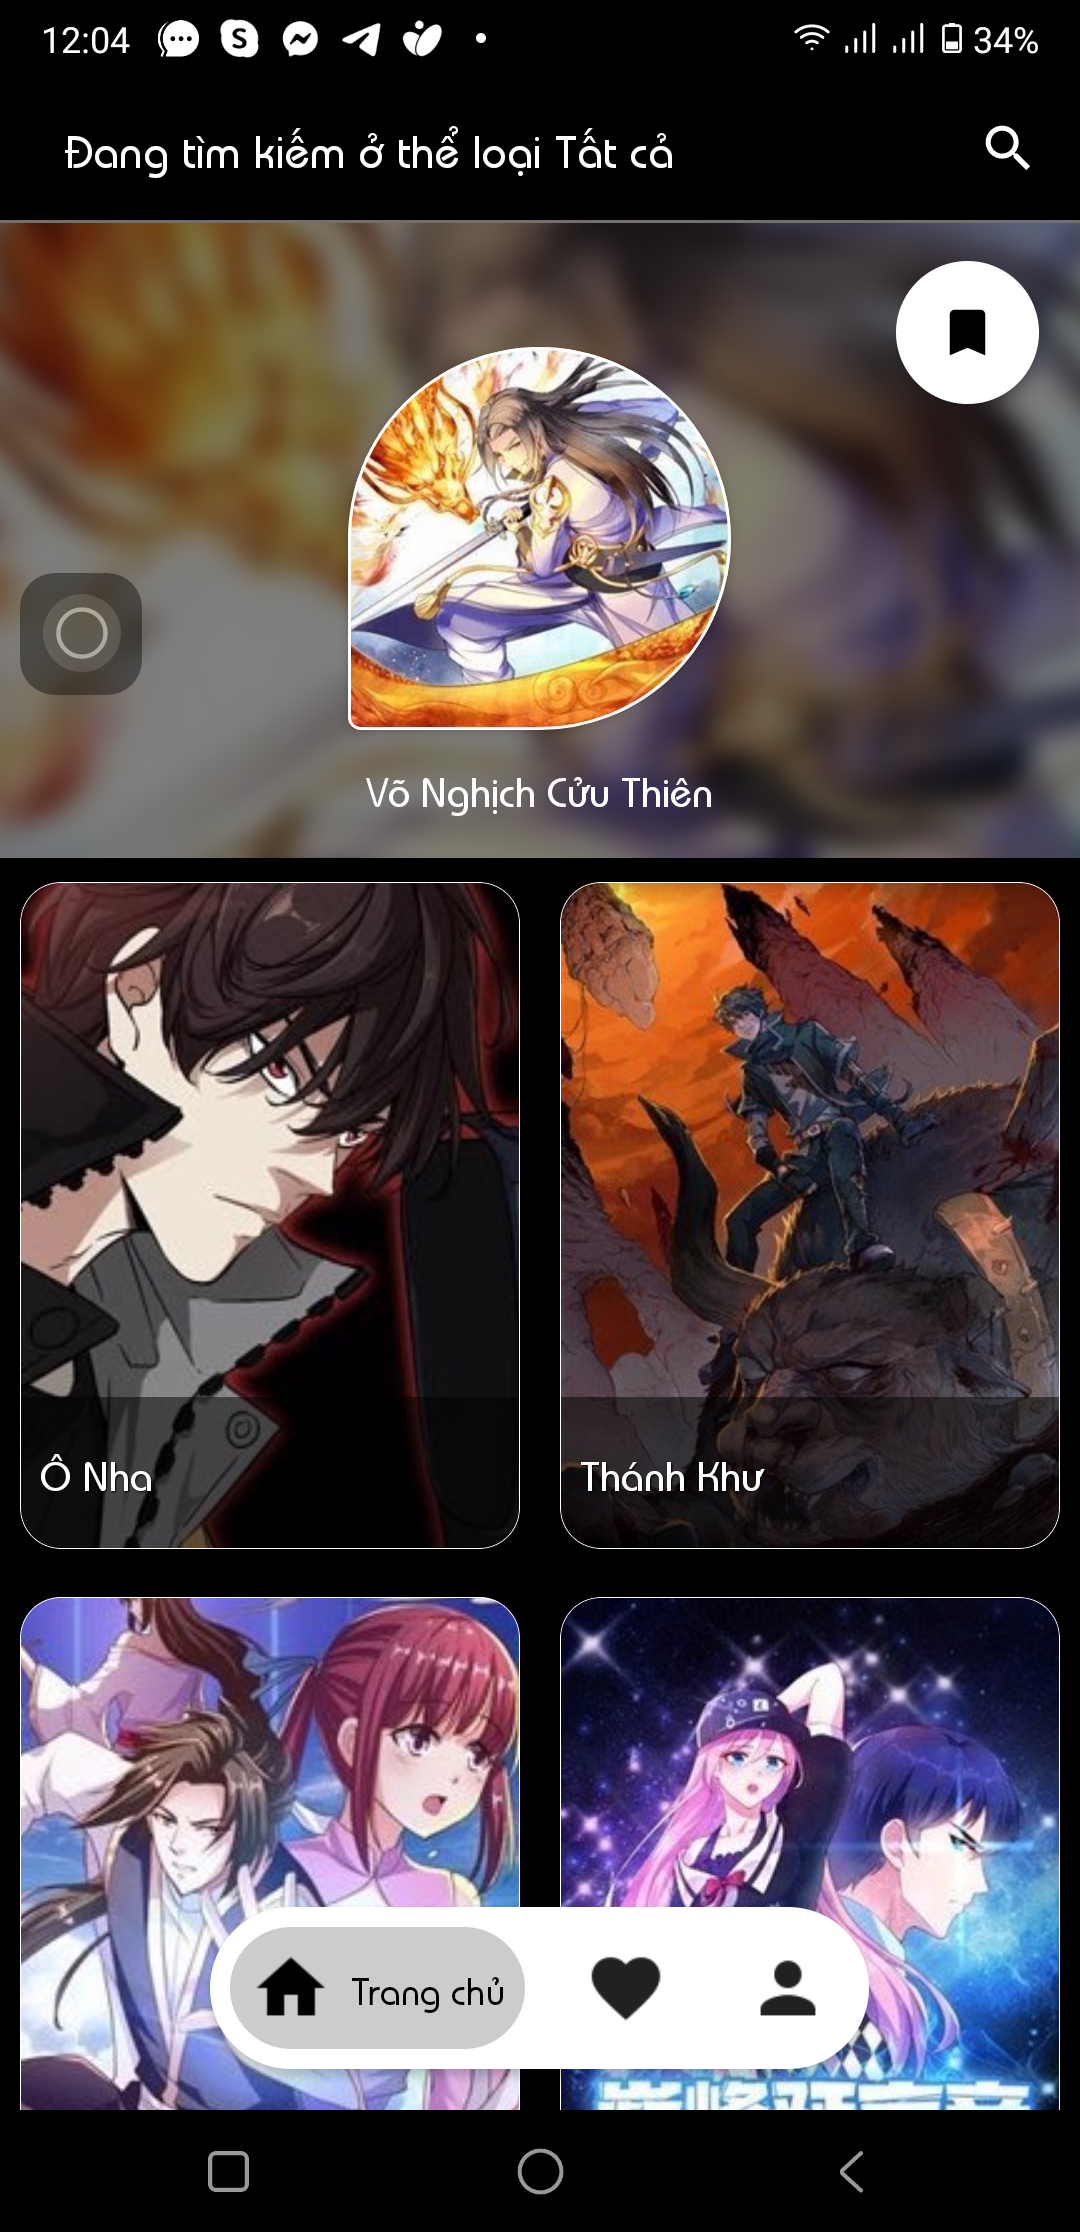 12:04
34%
Đang tìm kiếm ở thể loại Tất cả
Võ Nghịch Cửu Thiên
Ô Nha
Thánh Khư
Trang chủ